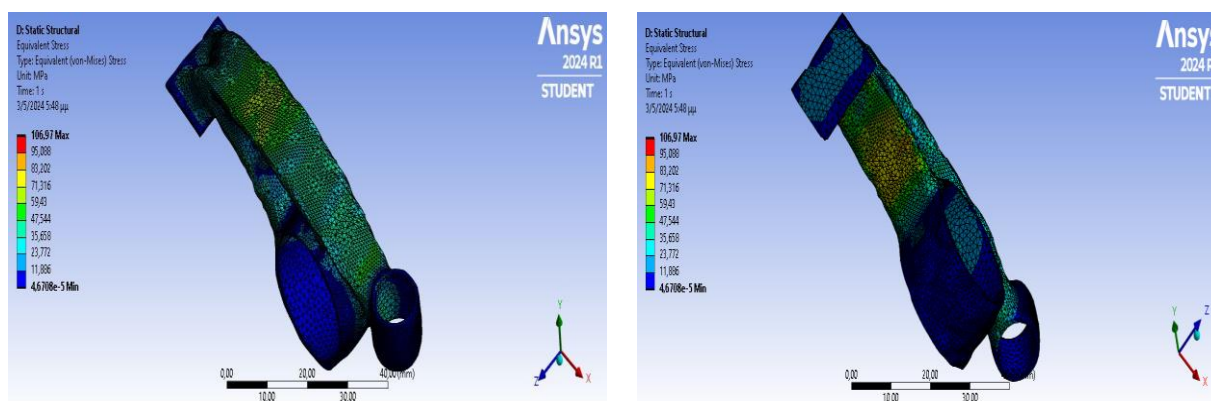 D: Static Structural
Equivalent Stress
Type: Equivalent (von-Mises) Stress
Unit: MPa
Time: 1 s
3/5/2024 5:48 μμ
106,97 Max
95,088
83,202
71,316
59,43
47,544
35,658
23,772
11,886
4,6708e-5 Min
Ansys
2024 R1
STUDENT
0,00
20,00
40,00 (mm)
10,00
30,00
Y
Z
X
D: Static Structural
Equivalent Stress
Type: Equivalent (von-Mises) Stress
Unit: MPa
Time: 1 s
3/5/2024 5:48 μμ
106,97 Max
95,088
83,202
71,316
59,43
47,544
35,658
23,772
11,886
4,6708e-5 Min
Ansys
2024 R
STUDENT
0,00
20,00
(mm)
10,00
30,00
Y
Z
X